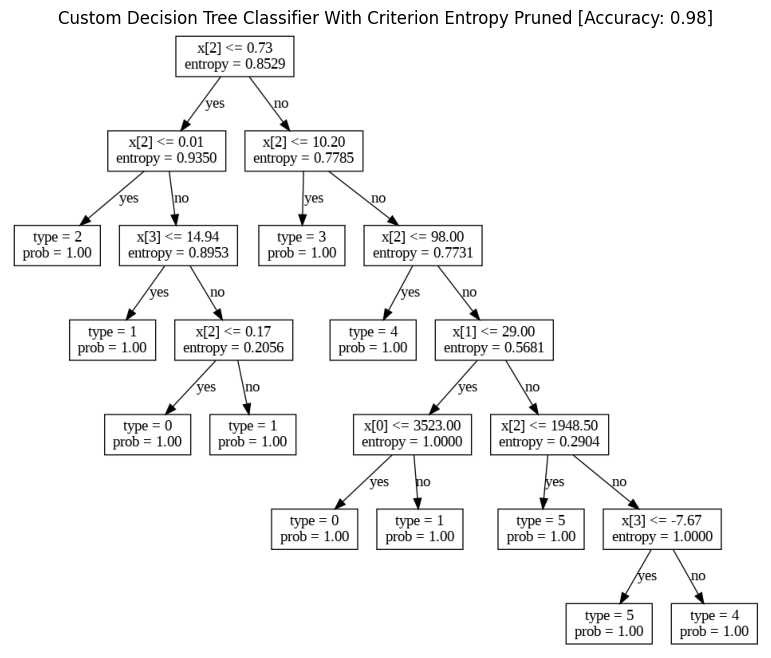 Custom Decision Tree Classifier With Criterion Entropy Pruned [Accuracy: 0.98]
x[2] <= 0.73
entropy = 0.8529
yes
no
x[2] <= 0.01
entropy = 0.9350
x[2] <= 10.20
entropy = 0.7785
yes
no
yes
no
type = 2
prob = 1.00
x[3] <= 14.94
entropy = 0.8953
type = 3
prob = 1.00
x[2] <= 98.00
entropy = 0.7731
yes
no
yes
no
type = 1
prob = 1.00
x[2] <= 0.17
entropy = 0.2056
type = 4
prob = 1.00
x[1] <= 29.00
entropy = 0.5681
yes
no
yes
no
type = 0
prob = 1.00
type = 1
prob = 1.00
x[0] <= 3523.00
entropy = 1.0000
x[2] <= 1948.50
entropy = 0.2904
yes
no
yes
no
type = 0
prob = 1.00
type = 1
prob = 1.00
type = 5
prob = 1.00
x[3] <= -7.67
entropy = 1.0000
yes
no
type = 5
prob = 1.00
type = 4
prob = 1.00